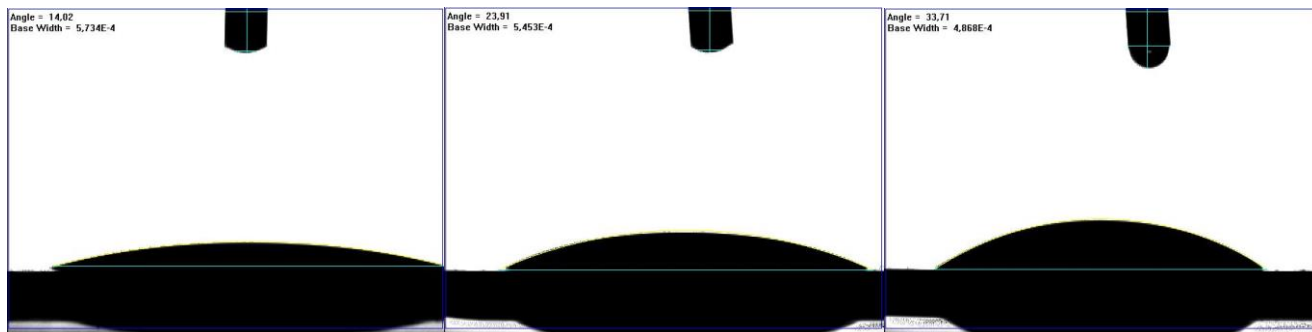 Angle = 14,02
Base Width = 5,734E-4
Angle = 23,91
Base Width = 5,453E-4
Angle = 33,71
Base Width = 4,868E-4